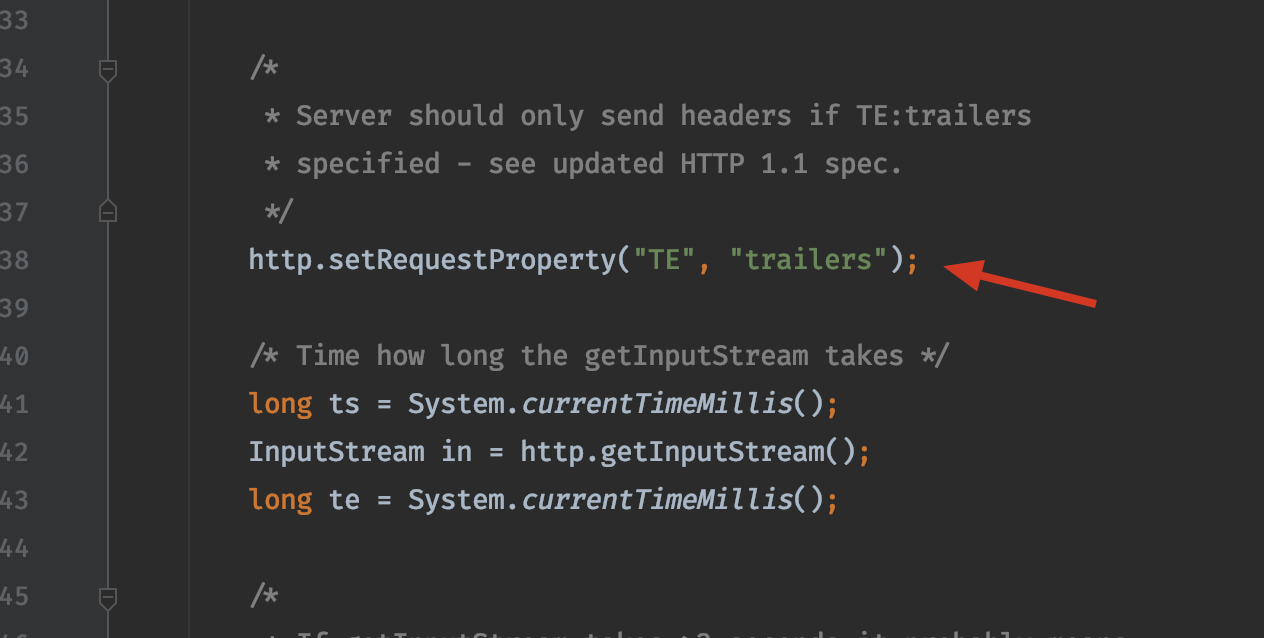 33
34 /*
35 * Server should only send headers if TE:trailers
36 * specified - see updated HTTP 1.1 spec.
37 */
38 http.setRequestProperty("TE", "trailers");
39
40 /* Time how long the getInputStream takes */
41 long ts = System.currentTimeMillis();
42 InputStream in = http.getInputStream();
43 long te = System.currentTimeMillis();
44
45 /*